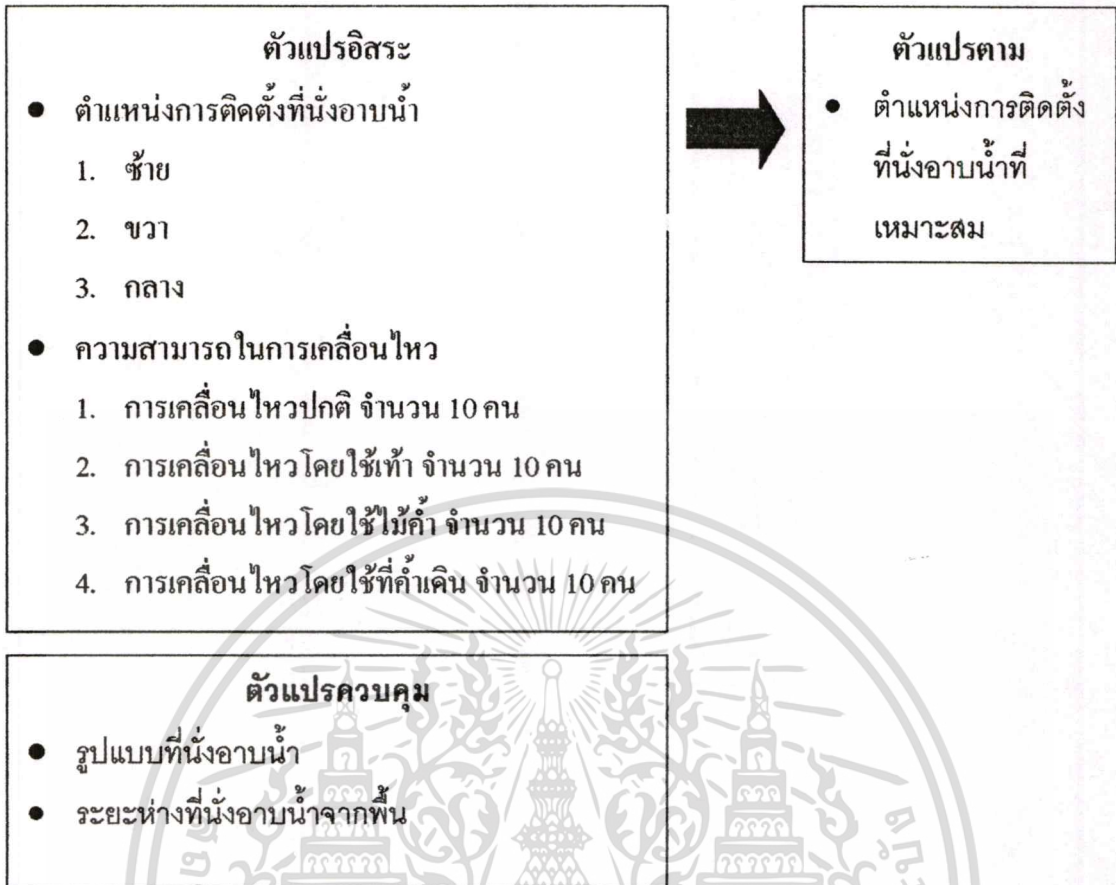 ตัวแปรอิสระ
● ตำแหน่งการติดตั้งที่นั่งอาบน้ำ
1. ซ้าย
2. ขวา
3. กลาง
● ความสามารถในการเคลื่อนไหว
1. การเคลื่อนไหวปกติ จำนวน 10 คน
2. การเคลื่อนไหวโดยใช้เท้า จำนวน 10 คน
3. การเคลื่อนไหวโดยใช้ไม้ค้ำ จำนวน 10 คน
4. การเคลื่อนไหวโดยใช้ที่ค้ำเดิน จำนวน 10 คน
ตัวแปรตาม
● ตำแหน่งการติดตั้ง
ที่นั่งอาบน้ำที่
เหมาะสม
ตัวแปรควบคุม
● รูปแบบที่นั่งอาบน้ำ
● ระยะห่างที่นั่งอาบน้ำจากพื้น